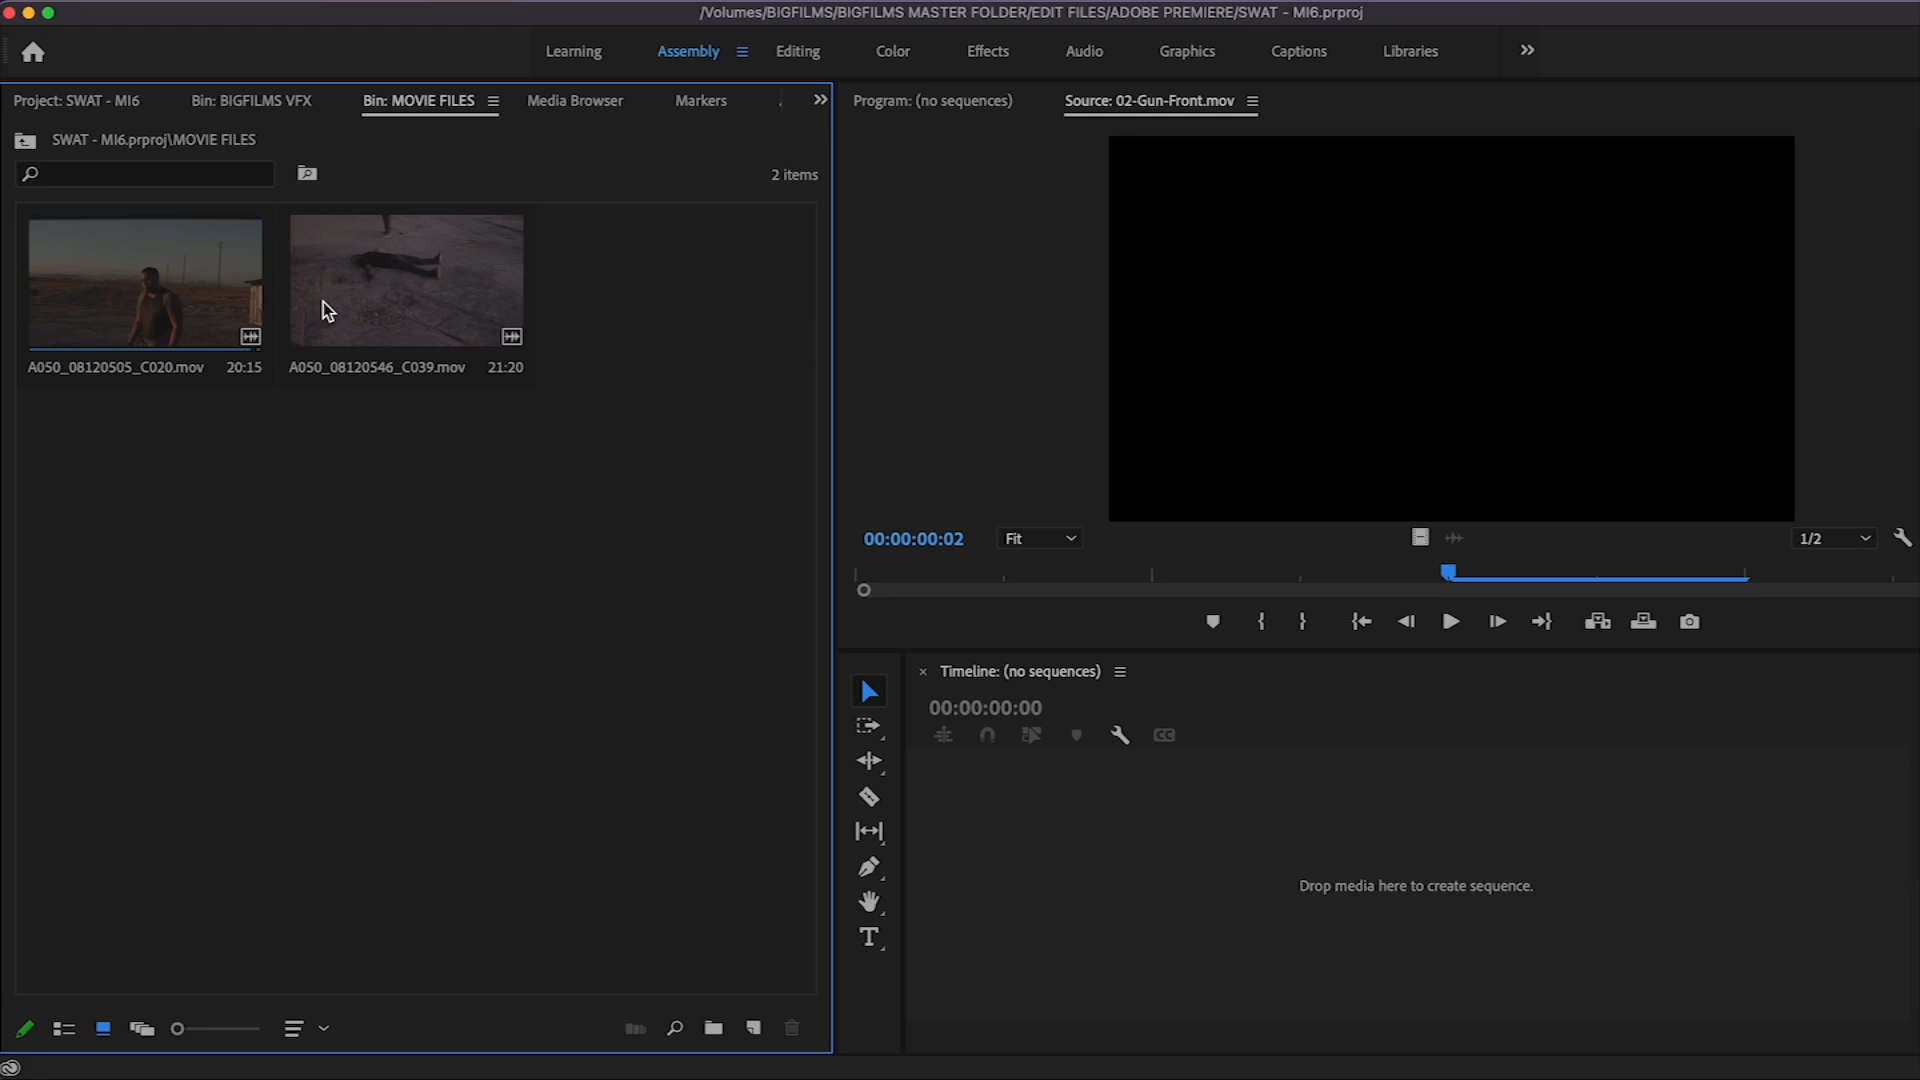 /Volumes/BIGFILMS/BIGFILMS MASTER FOLDER/EDIT FILES/ADOBE PREMIERE/SWAT - MI6.prproj
Learning Assembly Editing Color Effects Audio Graphics Captions Libraries
Project: SWAT - MI6 Bin: BIGFILMS VFX Bin: MOVIE FILES Media Browser Markers
Program: (no sequences) Source: 02-Gun-Front.mov
SWAT - MI6.prproj\MOVIE FILES
2 items
A050_08120505_C020.mov 20:15 A050_08120546_C039.mov 21:20
00:00:00:02 Fit 1/2
Timeline: (no sequences)
00:00:00:00
CC
Drop media here to create sequence.